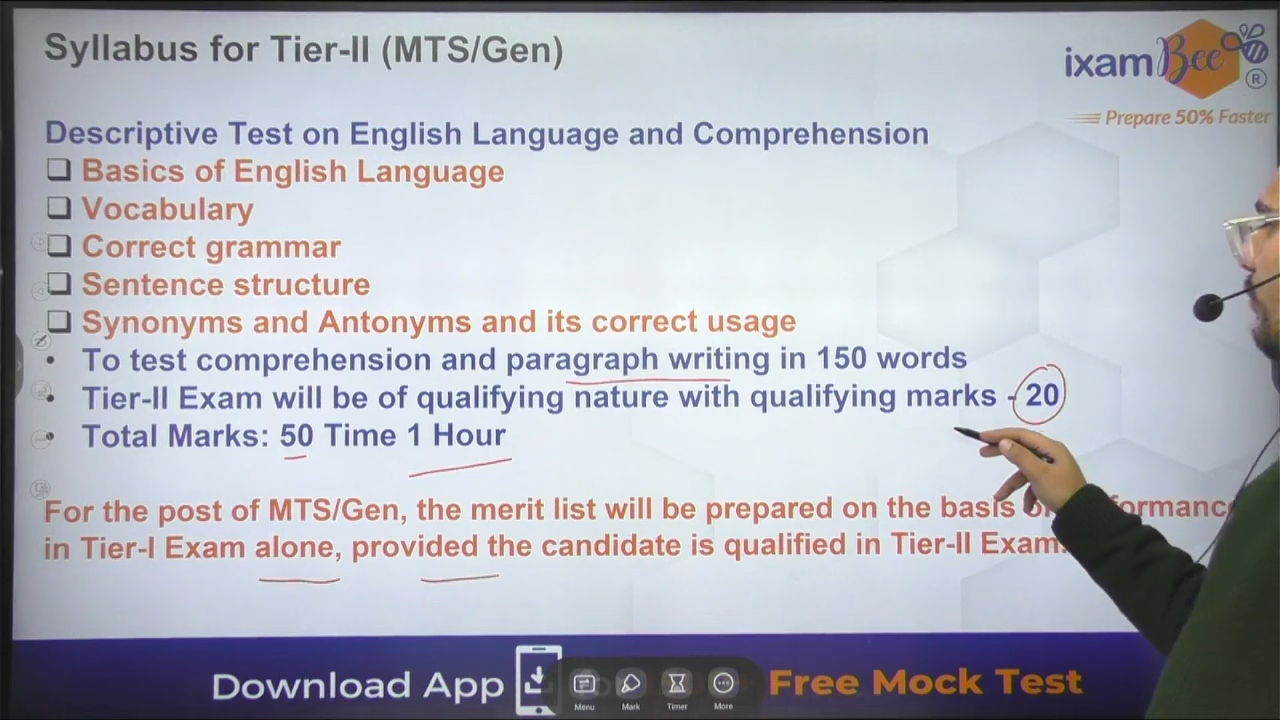 Syllabus for Tier-II (MTS/Gen)
ixamBee ®
Prepare 50% Faster
Descriptive Test on English Language and Comprehension
Basics of English Language
Vocabulary
Correct grammar
Sentence structure
Synonyms and Antonyms and its correct usage
To test comprehension and paragraph writing in 150 words
Tier-II Exam will be of qualifying nature with qualifying marks - 20
Total Marks: 50 Time 1 Hour
For the post of MTS/Gen, the merit list will be prepared on the basis
in Tier-I Exam alone, provided the candidate is qualified in Tier-II Exam.
Download App Free Mock Test
Menu Mark Timer More